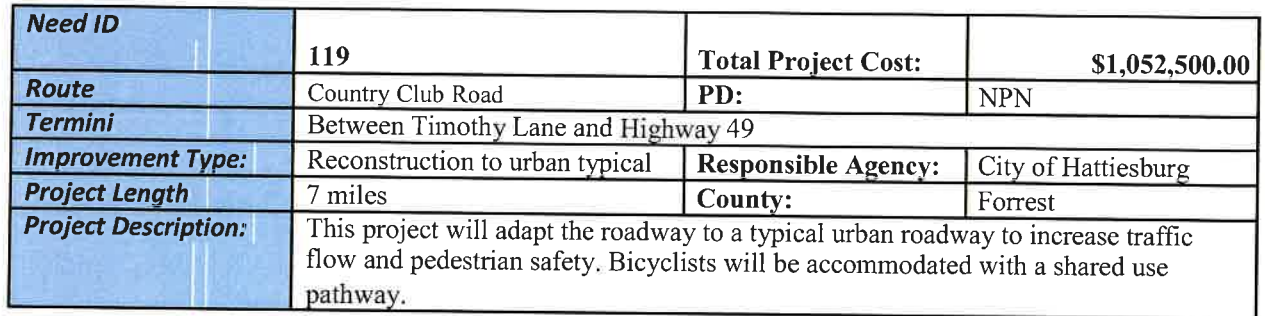 Need ID
119 Total Project Cost: $1,052,500.00
Route Country Club Road PD: NPN
Termini Between Timothy Lane and Highway 49
Improvement Type: Reconstruction to urban typical Responsible Agency: City of Hattiesburg
Project Length 7 miles County: Forrest
Project Description: This project will adapt the roadway to a typical urban roadway to increase traffic
flow and pedestrian safety. Bicyclists will be accommodated with a shared use
pathway.